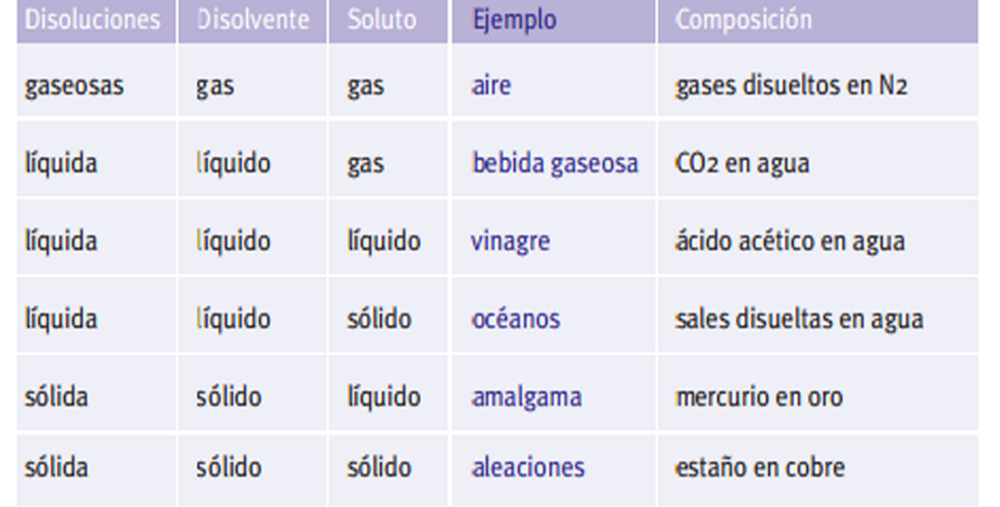 Disoluciones Disolvente Soluto Ejemplo Composición
gaseosas gas gas aire gases disueltos en N2
líquida líquido gas bebida gaseosa CO2 en agua
líquida líquido líquido vinagre ácido acético en agua
líquida líquido sólido océanos sales disueltas en agua
sólida sólido líquido amalgama mercurio en oro
sólida sólido sólido aleaciones estaño en cobre